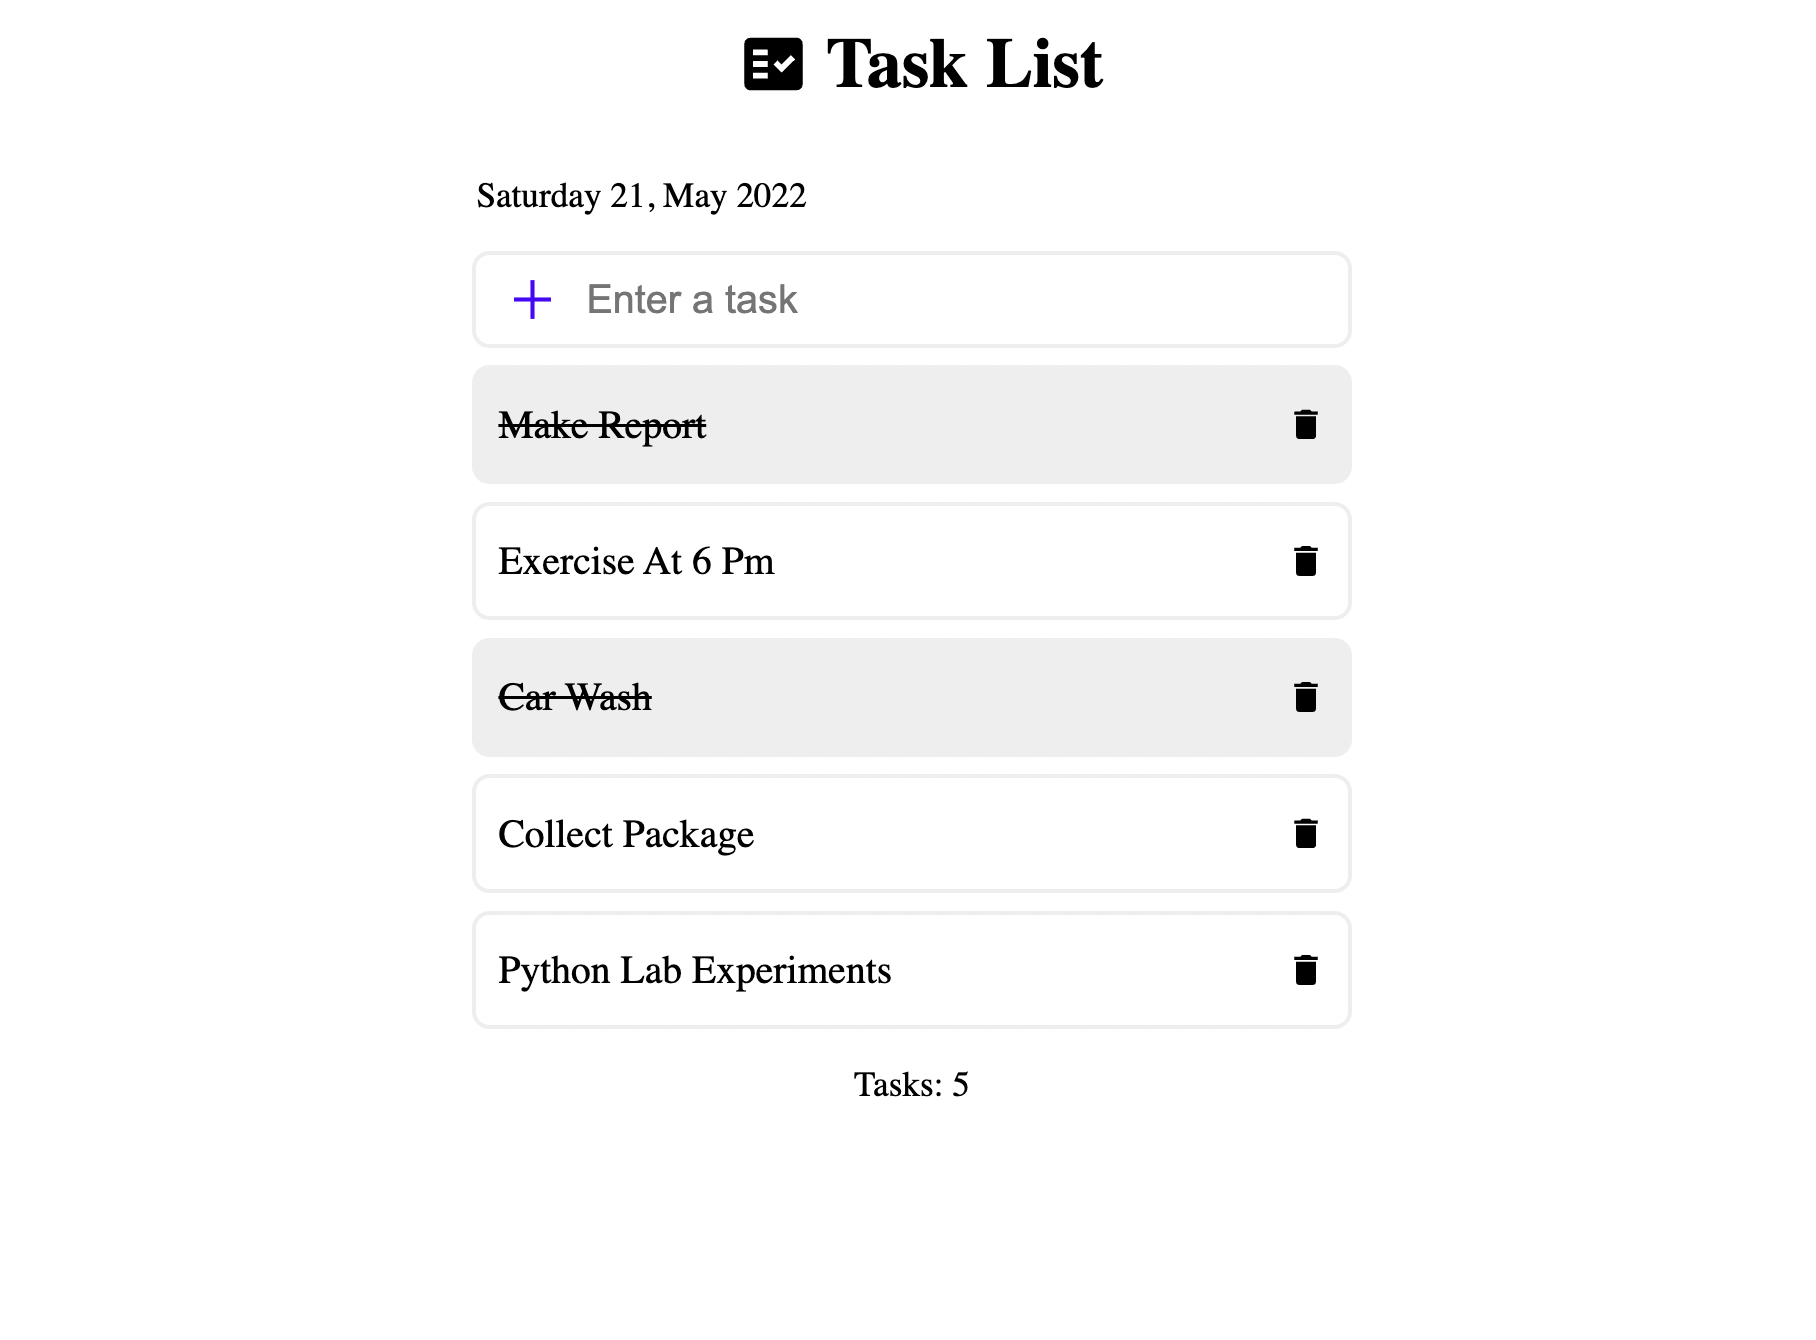 Task List
Saturday 21, May 2022
Enter a task
Make Report
Exercise At 6 Pm
Car Wash
Collect Package
Python Lab Experiments
Tasks: 5